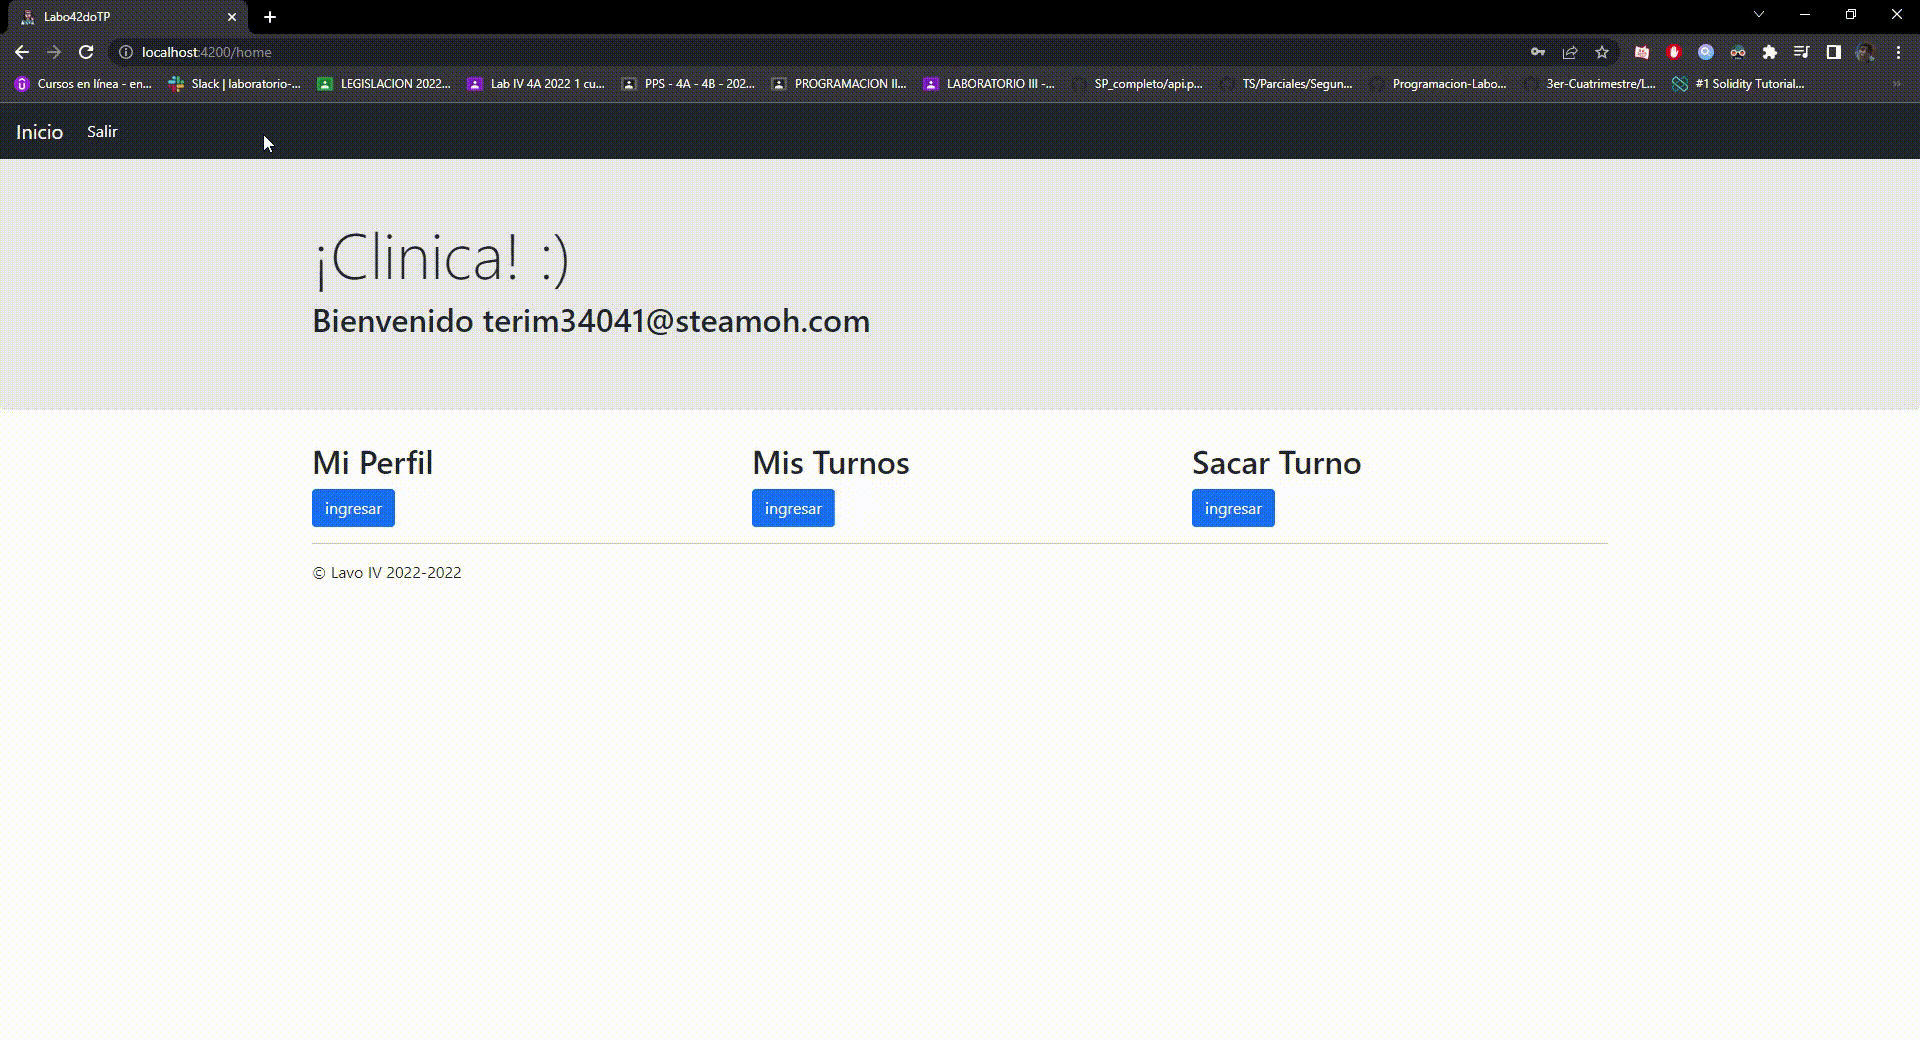 Labo42doTP
localhost:4200/home
Cursos en línea - en... Slack | laboratorio-... LEGISLACION 2022... Lab IV 4A 2022 1 cu... PPS - 4A - 4B - 202... PROGRAMACION II... LABORATORIO III -... SP_completo/api.p... TS/Parciales/Segun... Programacion-Labo... 3er-Cuatrimestre/L... #1 Solidity Tutorial...
Inicio Salir
¡Clinica! :)
Bienvenido terim34041@steamoh.com
Mi Perfil Mis Turnos Sacar Turno
ingresar ingresar ingresar
© Lavo IV 2022-2022